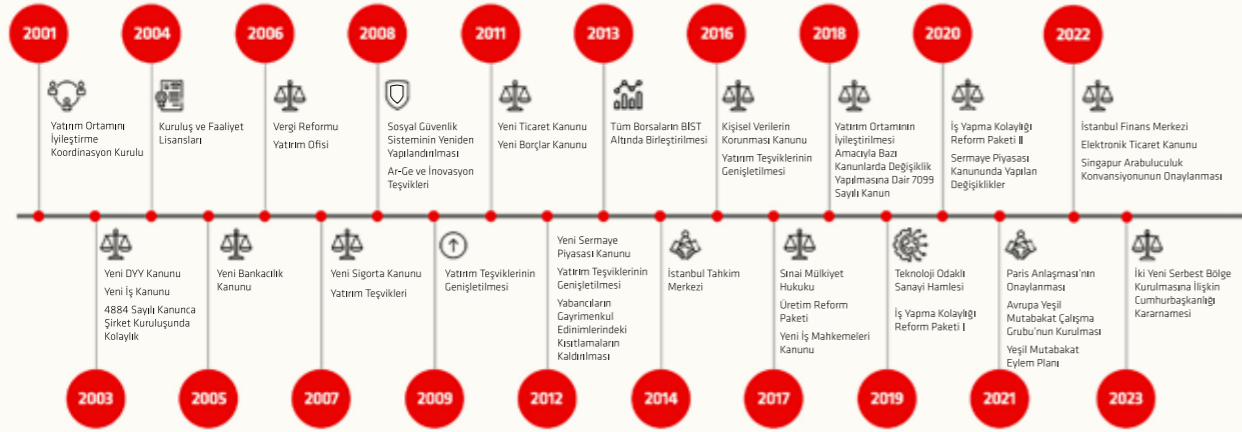 2001
2004
2006
2008
2011
2013
2016
2018
2020
2022
Yatırım Ortamını
İyileştirme
Koordinasyon Kurulu
Kuruluş ve Faaliyet
Lisansları
Vergi Reformu
Yatırım Ofisi
Sosyal Güvenlik
Sisteminin Yeniden
Yapılandırılması
Ar-Ge ve İnovasyon
Teşvikleri
Yeni Ticaret Kanunu
Yeni Borçlar Kanunu
Tüm Borsaların BİST
Altında Birleştirilmesi
Kişisel Verilerin
Korunması Kanunu
Yatırım Teşviklerinin
Genişletilmesi
Yatırım Ortamının
İyileştirilmesi
Amacıyla Bazı
Kanunlarda Değişiklik
Yapılmasına Dair 7099
Sayılı Kanun
İş Yapma Kolaylığı
Reform Paketi II
Sermaye Piyasası
Kanununda Yapılan
Değişiklikler
İstanbul Finans Merkezi
Elektronik Ticaret Kanunu
Singapur Arabuluculuk
Konvansiyonunun Onaylanması
Yeni DYY Kanunu
Yeni İş Kanunu
4884 Sayılı Kanunca
Şirket Kuruluşunda
Kolaylık
Yeni Bankacılık
Kanunu
Yeni Sigorta Kanunu
Yatırım Teşvikleri
Yatırım Teşviklerinin
Genişletilmesi
Yeni Sermaye
Piyasası Kanunu
Yatırım Teşviklerinin
Genişletilmesi
Yabancıların
Gayrimenkul
Edinimlerindeki
Kısıtlamaların
Kaldırılması
İstanbul Tahkim
Merkezi
Sınai Mülkiyet
Hukuku
Üretim Reform
Paketi
Yeni İş Mahkemeleri
Kanunu
Teknoloji Odaklı
Sanayi Hamlesi
İş Yapma Kolaylığı
Reform Paketi I
Paris Anlaşması'nın
Onaylanması
Avrupa Yeşil
Mutabakat Çalışma
Grubu'nun Kurulması
Yeşil Mutabakat
Eylem Planı
İki Yeni Serbest Bölge
Kurulmasına İlişkin
Cumhurbaşkanlığı
Kararnamesi
2003
2005
2007
2009
2012
2014
2017
2019
2021
2023